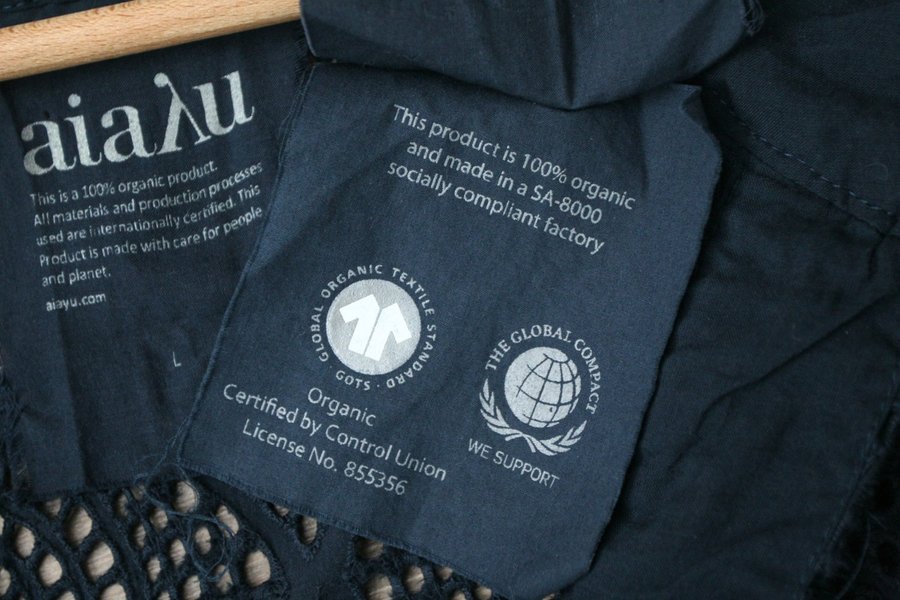 aiaλu
This is a 100% organic product.
All materials and production processes
used are internationally certified. This
Product is made with care for people
and planet.
aiayu.com
L
This product is 100% organic
and made in a SA-8000
socially compliant factory
GLOBAL ORGANIC TEXTILE STANDARD
GOTS
Organic
Certified by Control Union
License No. 855356
THE GLOBAL COMPACT
WE SUPPORT